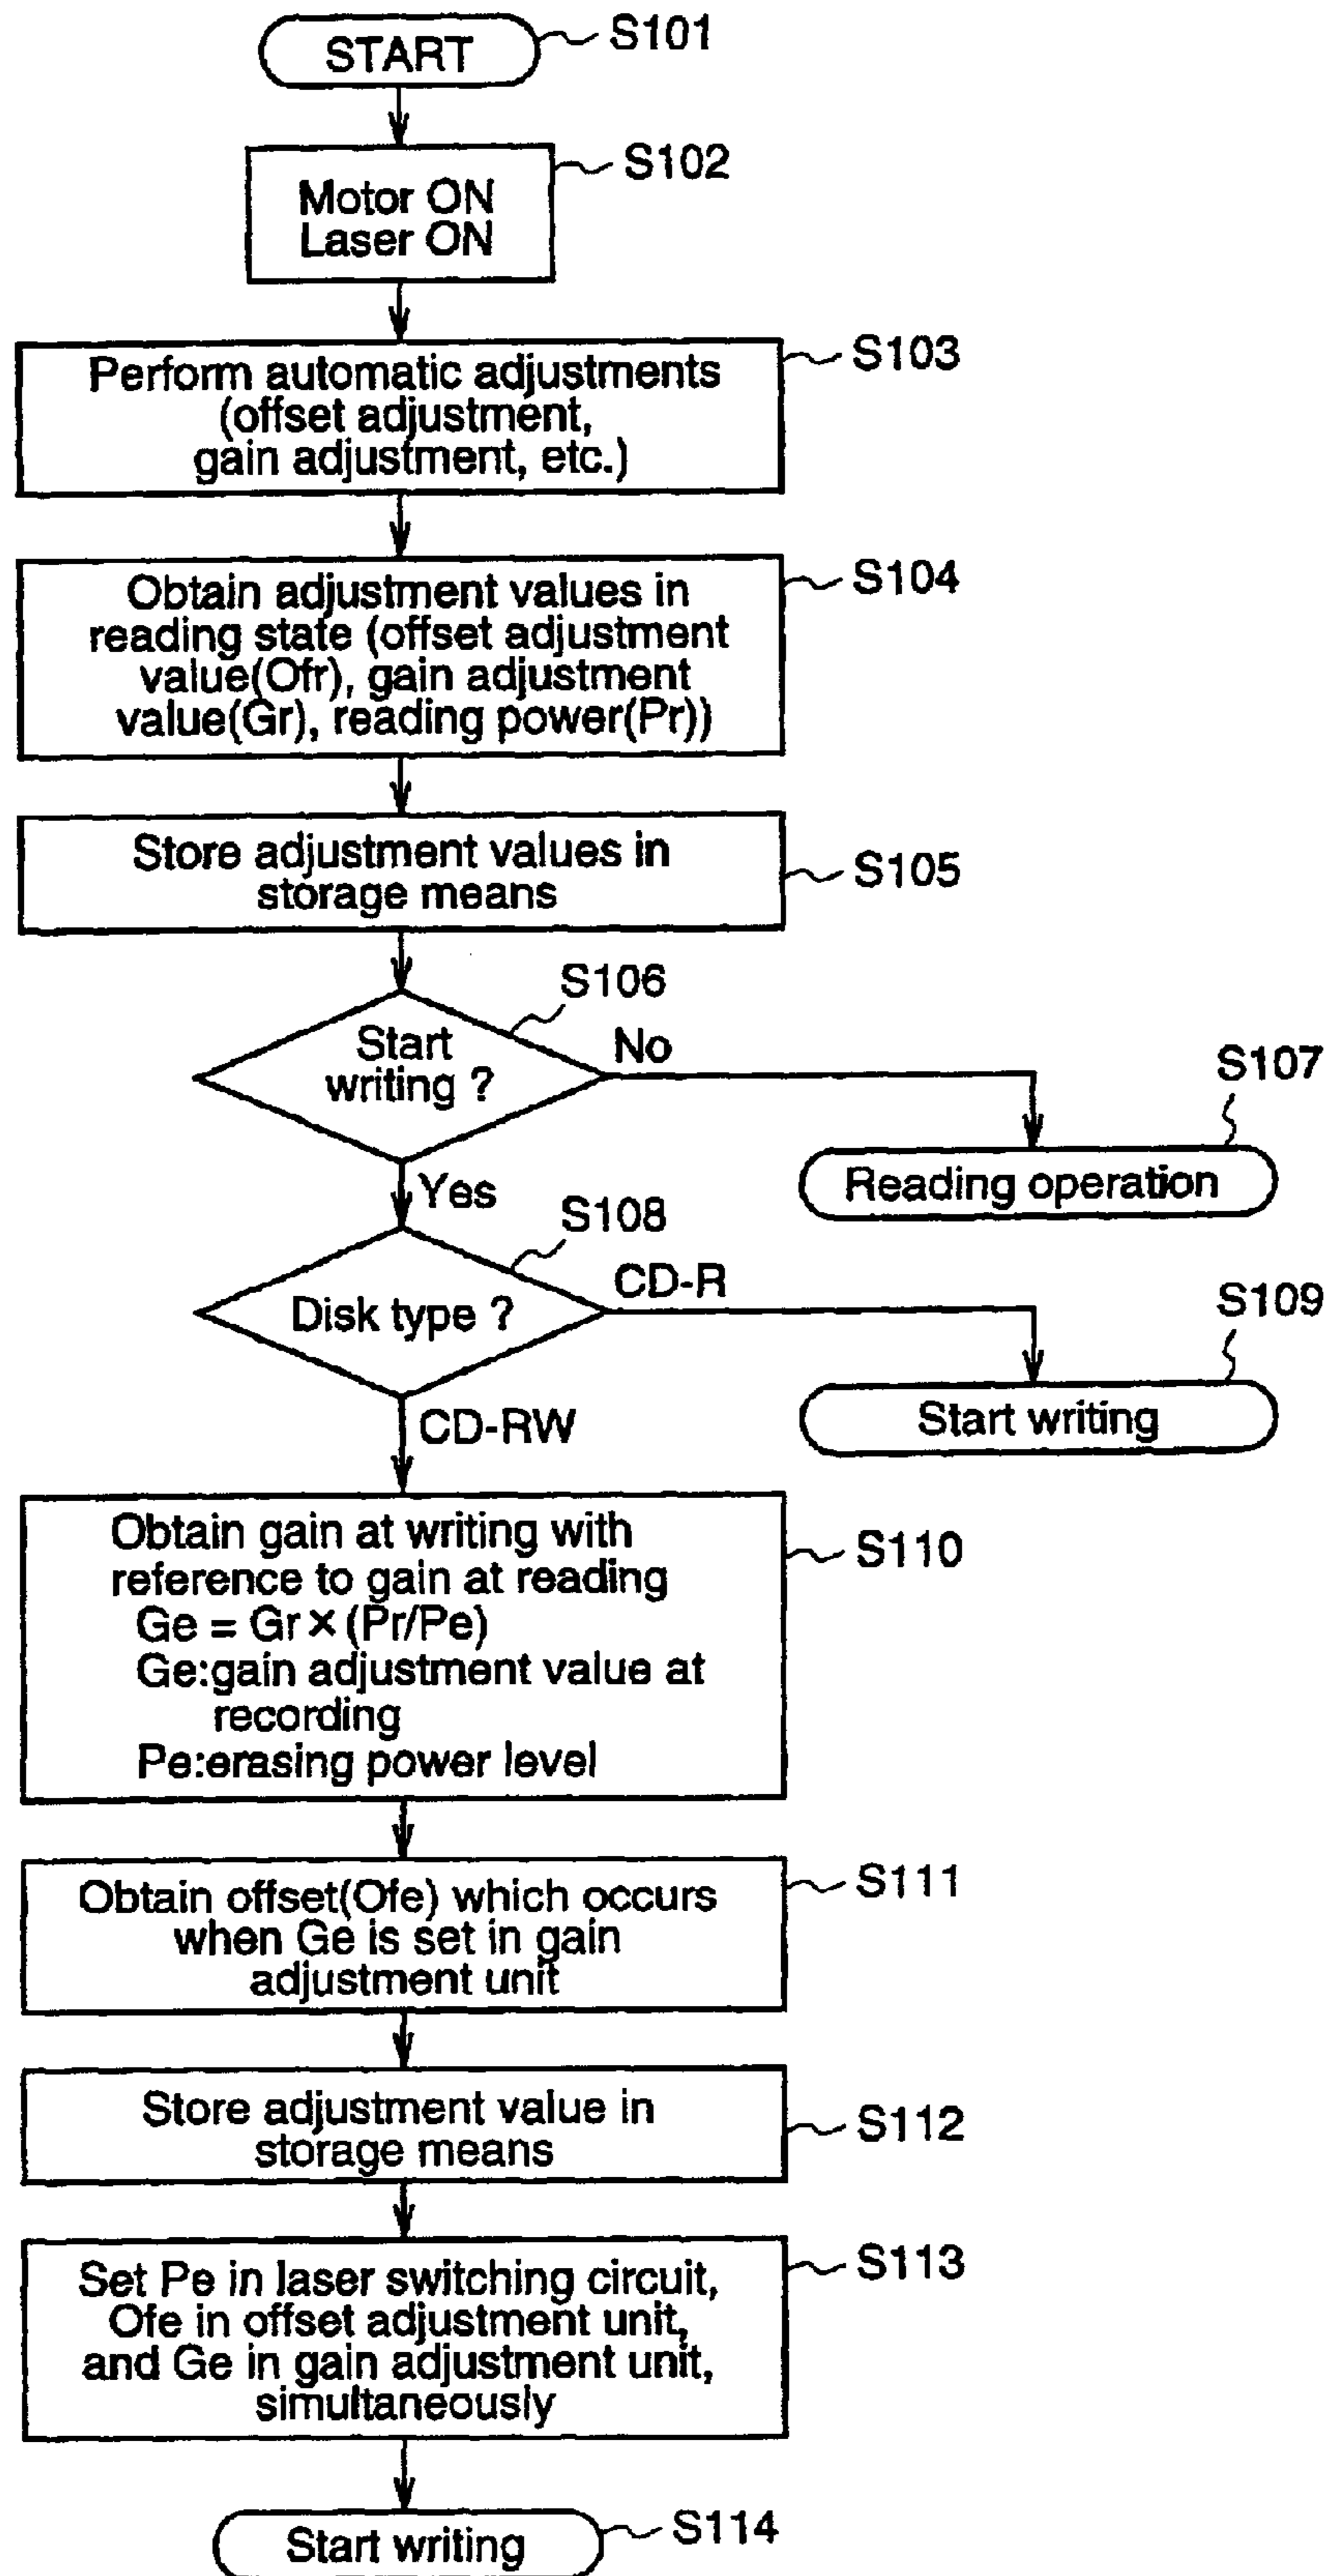 START
S101
Motor ON
Laser ON
S102
Perform automatic adjustments
(offset adjustment,
gain adjustment, etc.)
S103
Obtain adjustment values in
reading state (offset adjustment
value(Ofr), gain adjustment
value(Gr), reading power(Pr))
S104
Store adjustment values in
storage means
S105
S106
Start
writing ?
No
S107
Reading operation
Yes
S108
Disk type ?
CD-R
S109
Start writing
CD-RW
Obtain gain at writing with
reference to gain at reading
Ge = Gr × (Pr/Pe)
Ge:gain adjustment value at
recording
Pe:erasing power level
S110
Obtain offset(Ofe) which occurs
when Ge is set in gain
adjustment unit
S111
Store adjustment value in
storage means
S112
Set Pe in laser switching circuit,
Ofe in offset adjustment unit,
and Ge in gain adjustment unit,
simultaneously
S113
Start writing
S114